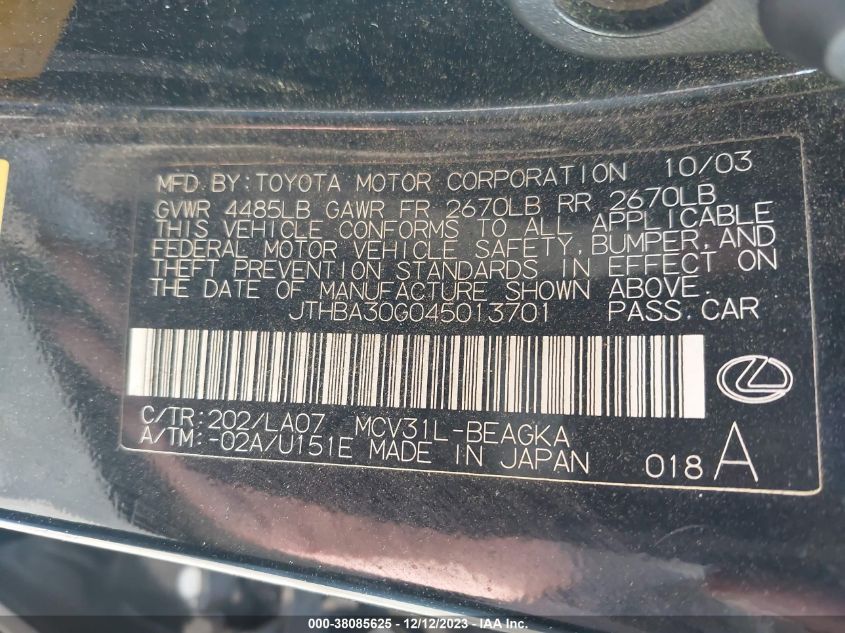 MFD BY: TOYOTA MOTOR CORPORATION 10/03
GVWR 4485LB GAWR FR 2670LB RR 2670LB
THIS VEHICLE CONFORMS TO ALL APPLICABLE
FEDERAL MOTOR VEHICLE SAFETY, BUMPER, AND
THEFT PREVENTION STANDARDS IN EFFECT ON
THE DATE OF MANUFACTURE SHOWN ABOVE.
JTHBA30G045013701 PASS. CAR
C/TR: 202/LA07 MCV31L-BEAGKA
A/TM: -02A/U151E MADE IN JAPAN 018 A
000-38085625 - 12/12/2023 - IAA Inc.